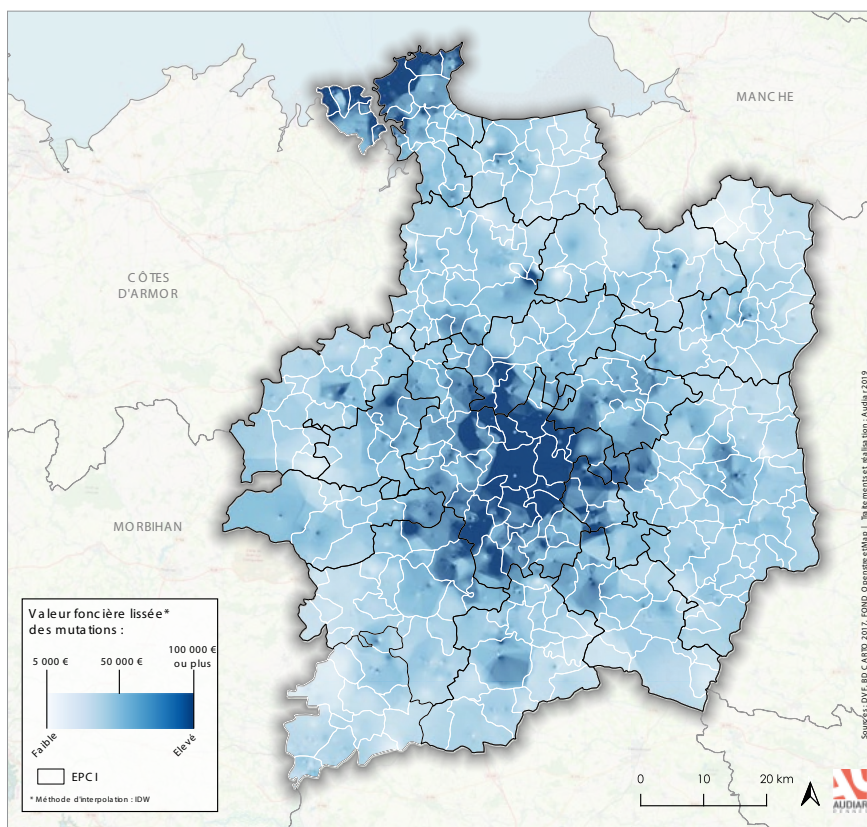 MANCHE
CÔTES
D'ARMOR
MORBIHAN
Valeur foncière lissée*
des mutations :
5 000 € 50 000 € 100 000 €
ou plus
Faible Elevé
EPCI
* Méthode d'interpolation : IDW
0 10 20 km
AUDIAR
RENNES
Sources : DVF, BD CARTO 2017, FOND OpenstreetMap | Traitements et réalisation : Audiar 2019